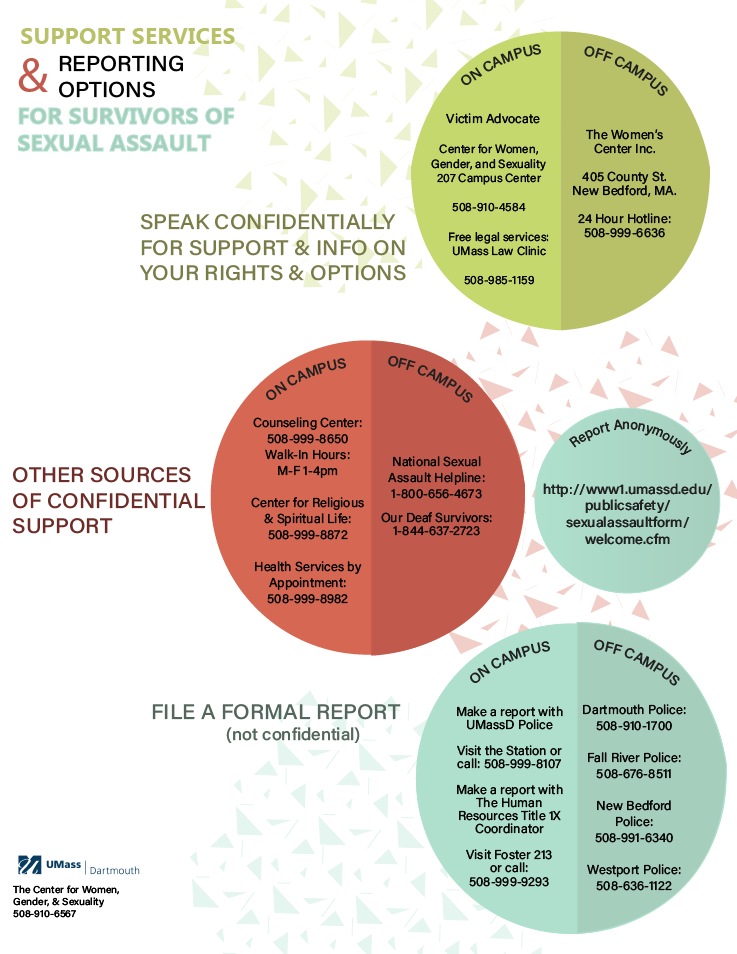 SUPPORT SERVICES
& REPORTING
OPTIONS
FOR SURVIVORS OF
SEXUAL ASSAULT
SPEAK CONFIDENTIALLY
FOR SUPPORT & INFO ON
YOUR RIGHTS & OPTIONS
ON CAMPUS
Victim Advocate
Center for Women,
Gender, and Sexuality
207 Campus Center
508-910-4584
Free legal services:
UMass Law Clinic
508-985-1159
OFF CAMPUS
The Women's
Center Inc.
405 County St.
New Bedford, MA.
24 Hour Hotline:
508-999-6636
OTHER SOURCES
OF CONFIDENTIAL
SUPPORT
ON CAMPUS
Counseling Center:
508-999-8650
Walk-In Hours:
M-F 1-4pm
Center for Religious
& Spiritual Life:
508-999-8872
Health Services by
Appointment:
508-999-8982
OFF CAMPUS
National Sexual
Assault Helpline:
1-800-656-4673
Our Deaf Survivors:
1-844-637-2723
Report Anonymously
http://www1.umassd.edu/
publicsafety/
sexualassaultform/
welcome.cfm
FILE A FORMAL REPORT
(not confidential)
ON CAMPUS
Make a report with
UMassD Police
Visit the Station or
call: 508-999-8107
Make a report with
The Human
Resources Title 1X
Coordinator
Visit Foster 213
or call:
508-999-9293
OFF CAMPUS
Dartmouth Police:
508-910-1700
Fall River Police:
508-676-8511
New Bedford
Police:
508-991-6340
Westport Police:
508-636-1122
UMass | Dartmouth
The Center for Women,
Gender, & Sexuality
508-910-6567